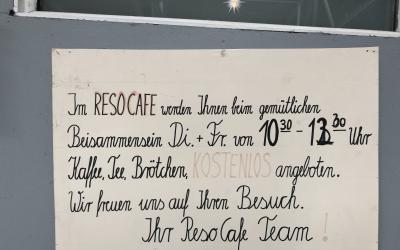 Im RESOCAFE werden Ihnen beim gemütlichen
Beisammensein Di. + Fr. von 10³⁰ - 13³⁰ Uhr
Kaffee, Tee, Brötchen, KOSTENLOS angeboten.
Wir freuen uns auf Ihren Besuch.
Ihr ResoCafe Team !